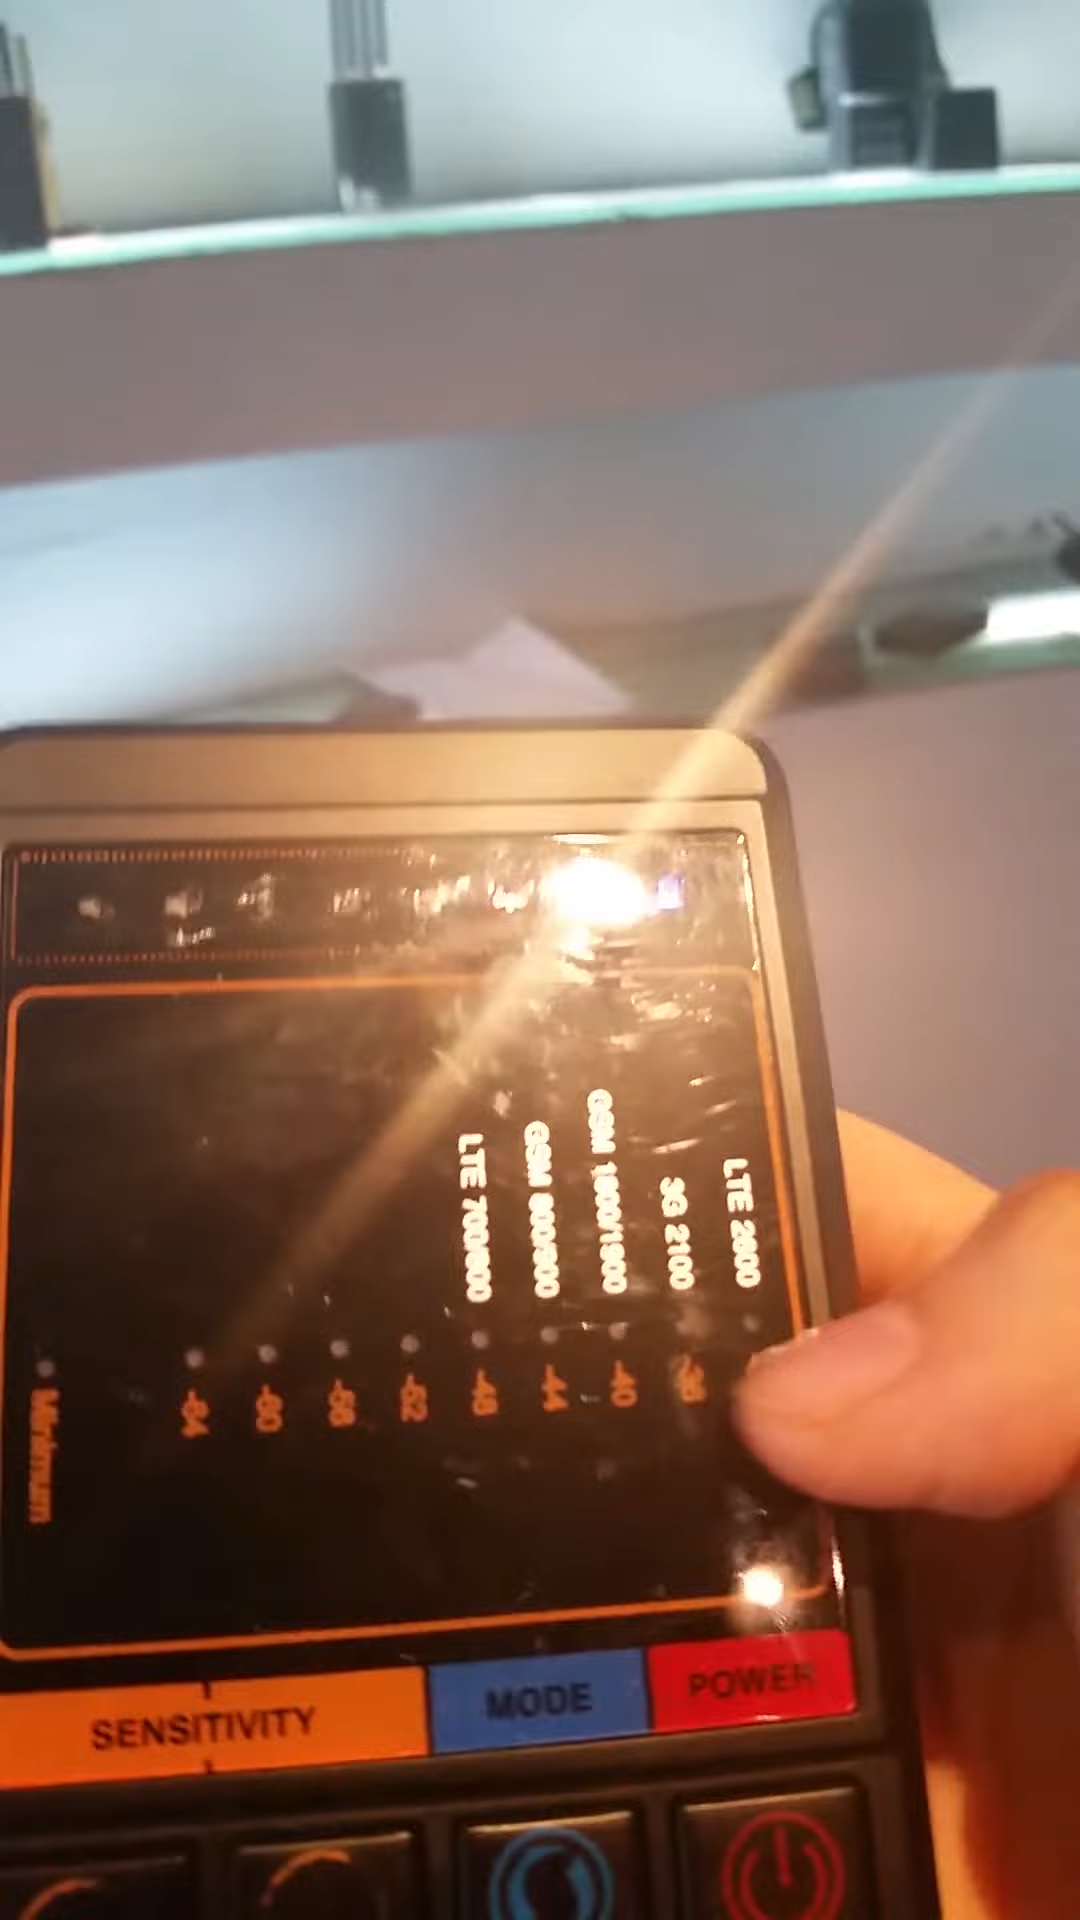 LTE 2600
3G 2100
GSM 1800/1900
GSM 800/900
LTE 700/800
-40
-44
-48
-52
-56
-60
-64
Minimum
SENSITIVITY
MODE
POWER